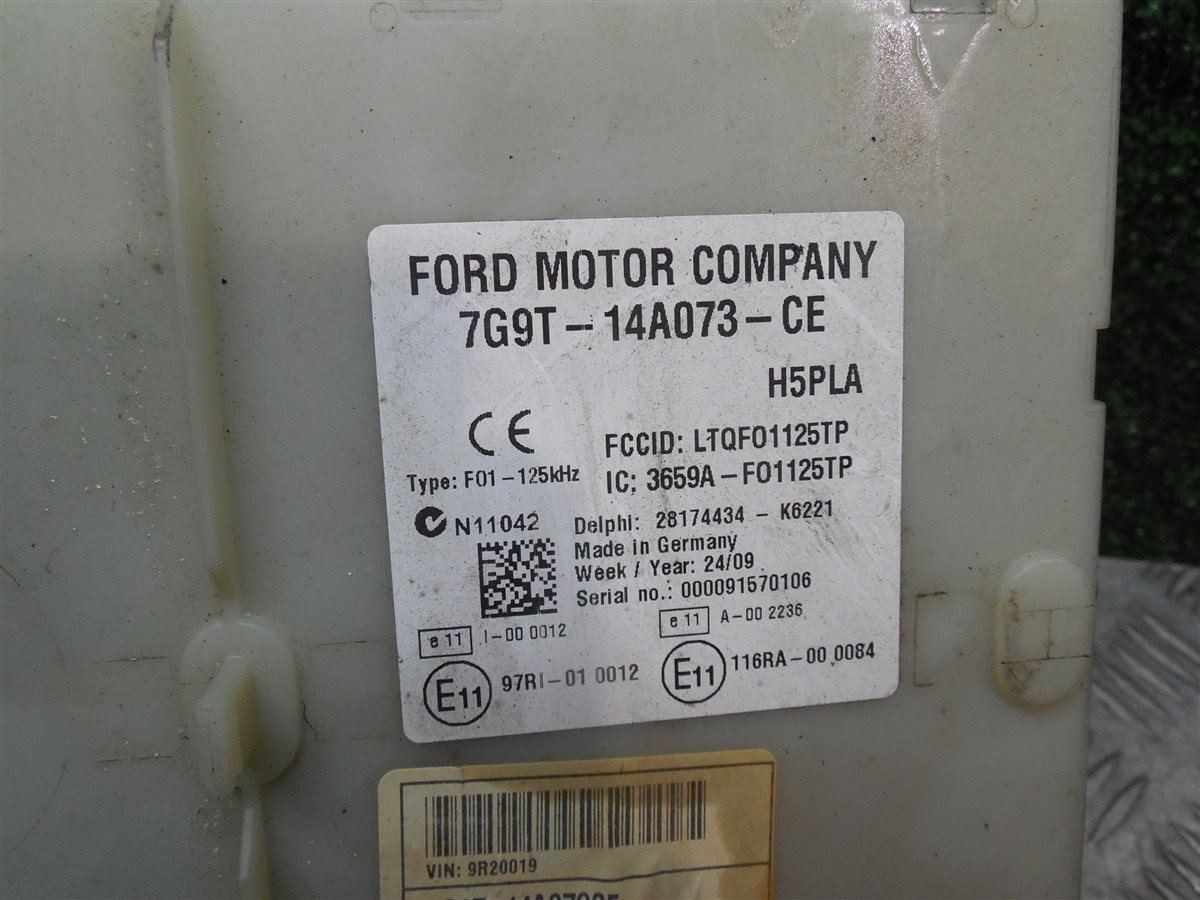 FORD MOTOR COMPANY
7G9T-14A073-CE
H5PLA
CE
FCCID: LTQFO1125TP
Type: F01-125kHz
IC: 3659A-FO1125TP
N11042
Delphi: 28174434 - K6221
Made in Germany
Week / Year: 24/09
Serial no.: 000091570106
e 11 I-00 0012
e 11 A-00 2236
E11 97RI-01 0012
E11 116RA-00 0084
VIN: 9R20019